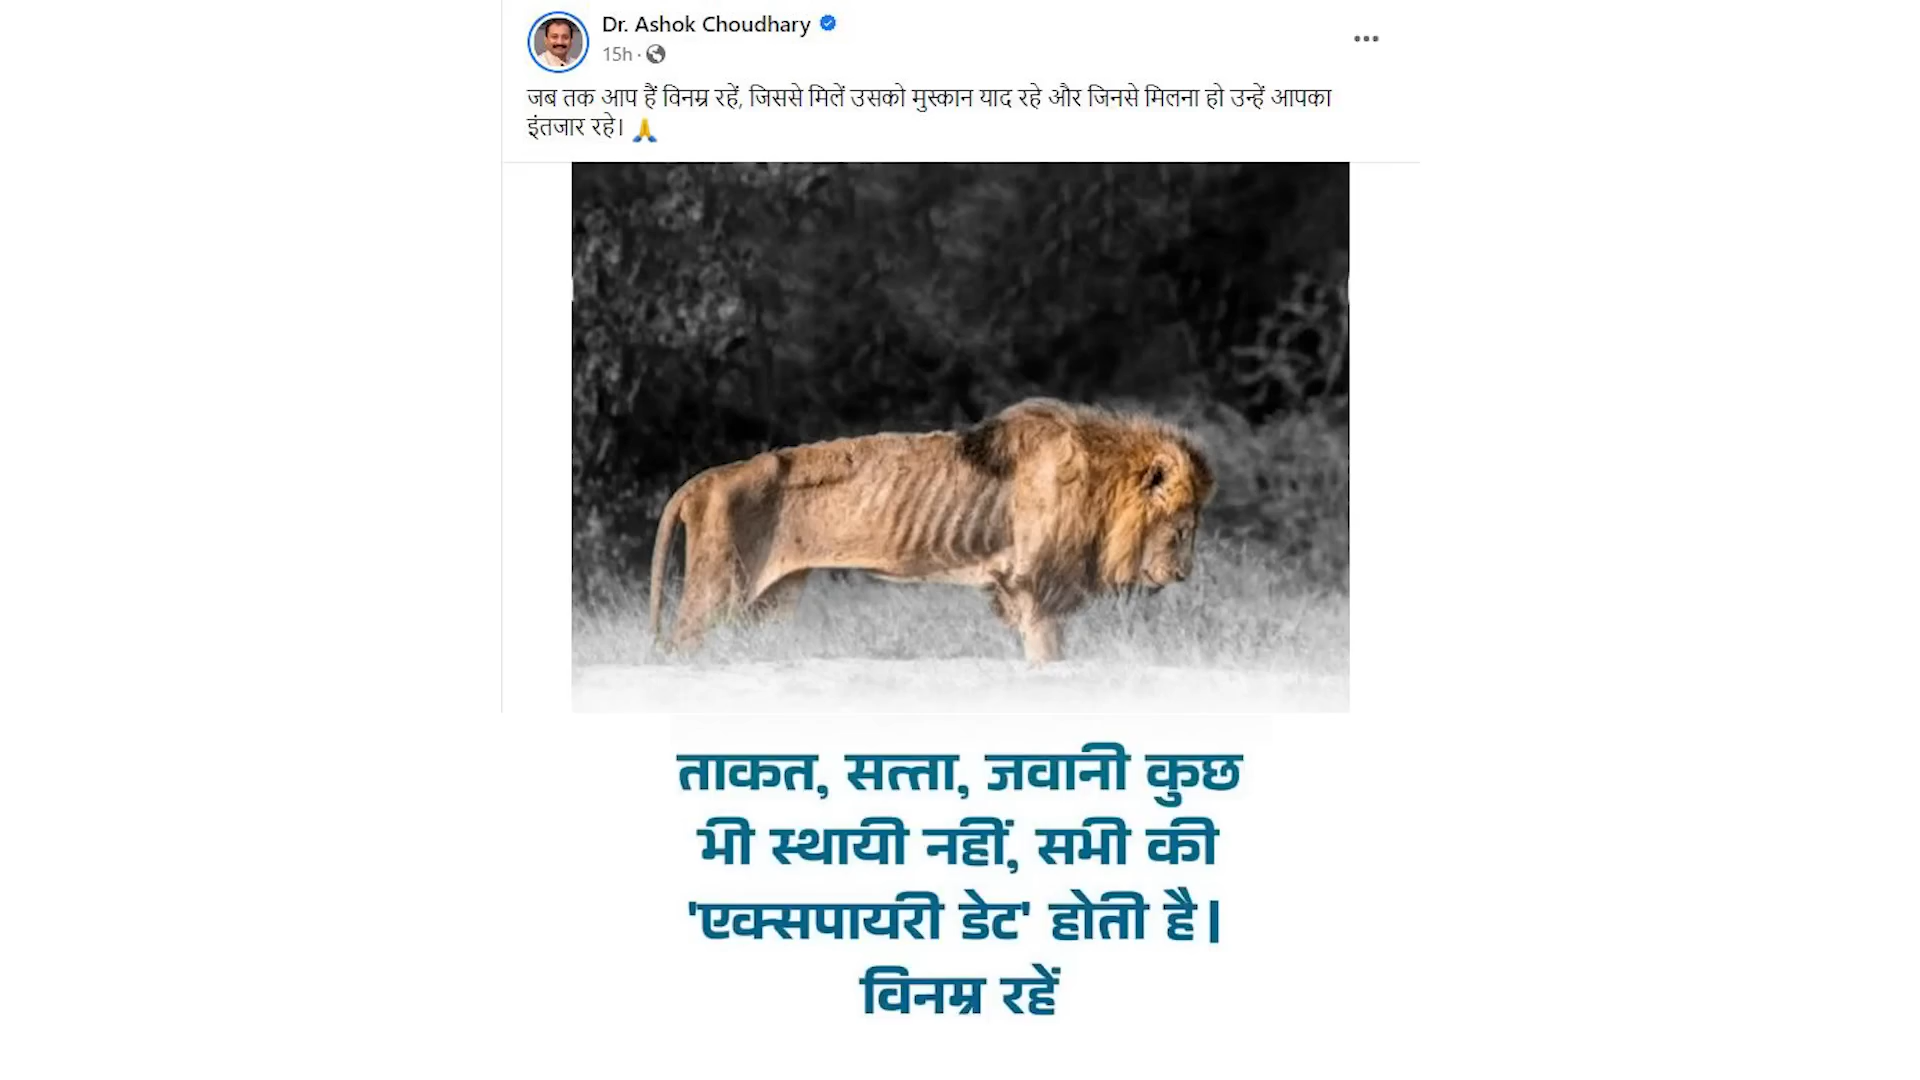 Dr. Ashok Choudhary
15h ·
जब तक आप हैं विनम्र रहें, जिससे मिलें उसको मुस्कान याद रहे और जिनसे मिलना हो उन्हें आपका
इंतजार रहे। 🙏
ताकत, सत्ता, जवानी कुछ
भी स्थायी नहीं, सभी की
'एक्सपायरी डेट' होती है।
विनम्र रहें